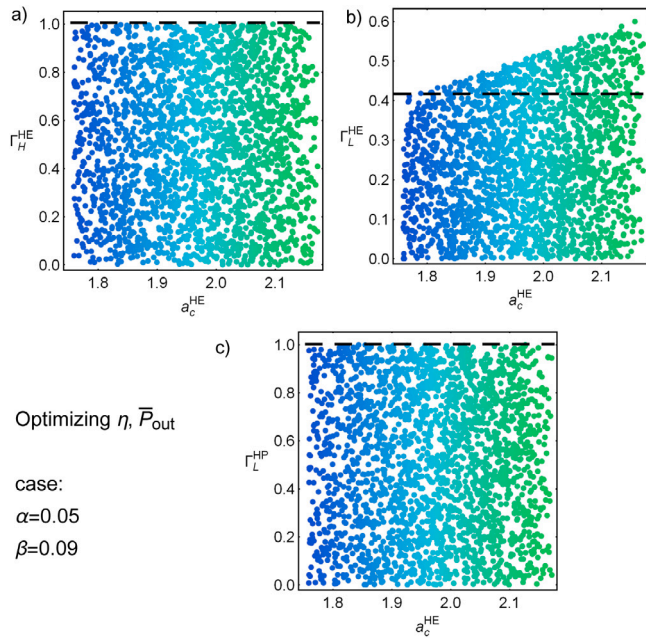 a)
1.0
0.8
0.6
0.4
0.2
0.0
Γ_H^HE
1.8 1.9 2.0 2.1
a_c^HE
b)
0.6
0.5
0.4
0.3
0.2
0.1
0.0
Γ_L^HE
1.8 1.9 2.0 2.1
a_c^HE
c)
1.0
0.8
0.6
0.4
0.2
0.0
Γ_L^HP
1.8 1.9 2.0 2.1
a_c^HE
Optimizing η, P̅out
case:
α=0.05
β=0.09